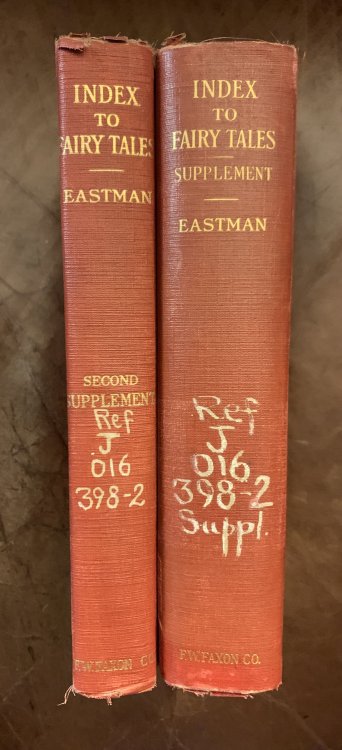 INDEX
TO
FAIRY TALES
EASTMAN
SECOND
SUPPLEMENT
Ref
J
016
398-2
F.W. FAXON CO.
INDEX
TO
FAIRY TALES
SUPPLEMENT
EASTMAN
Ref
J
016
398-2
Suppl.
F.W. FAXON CO.